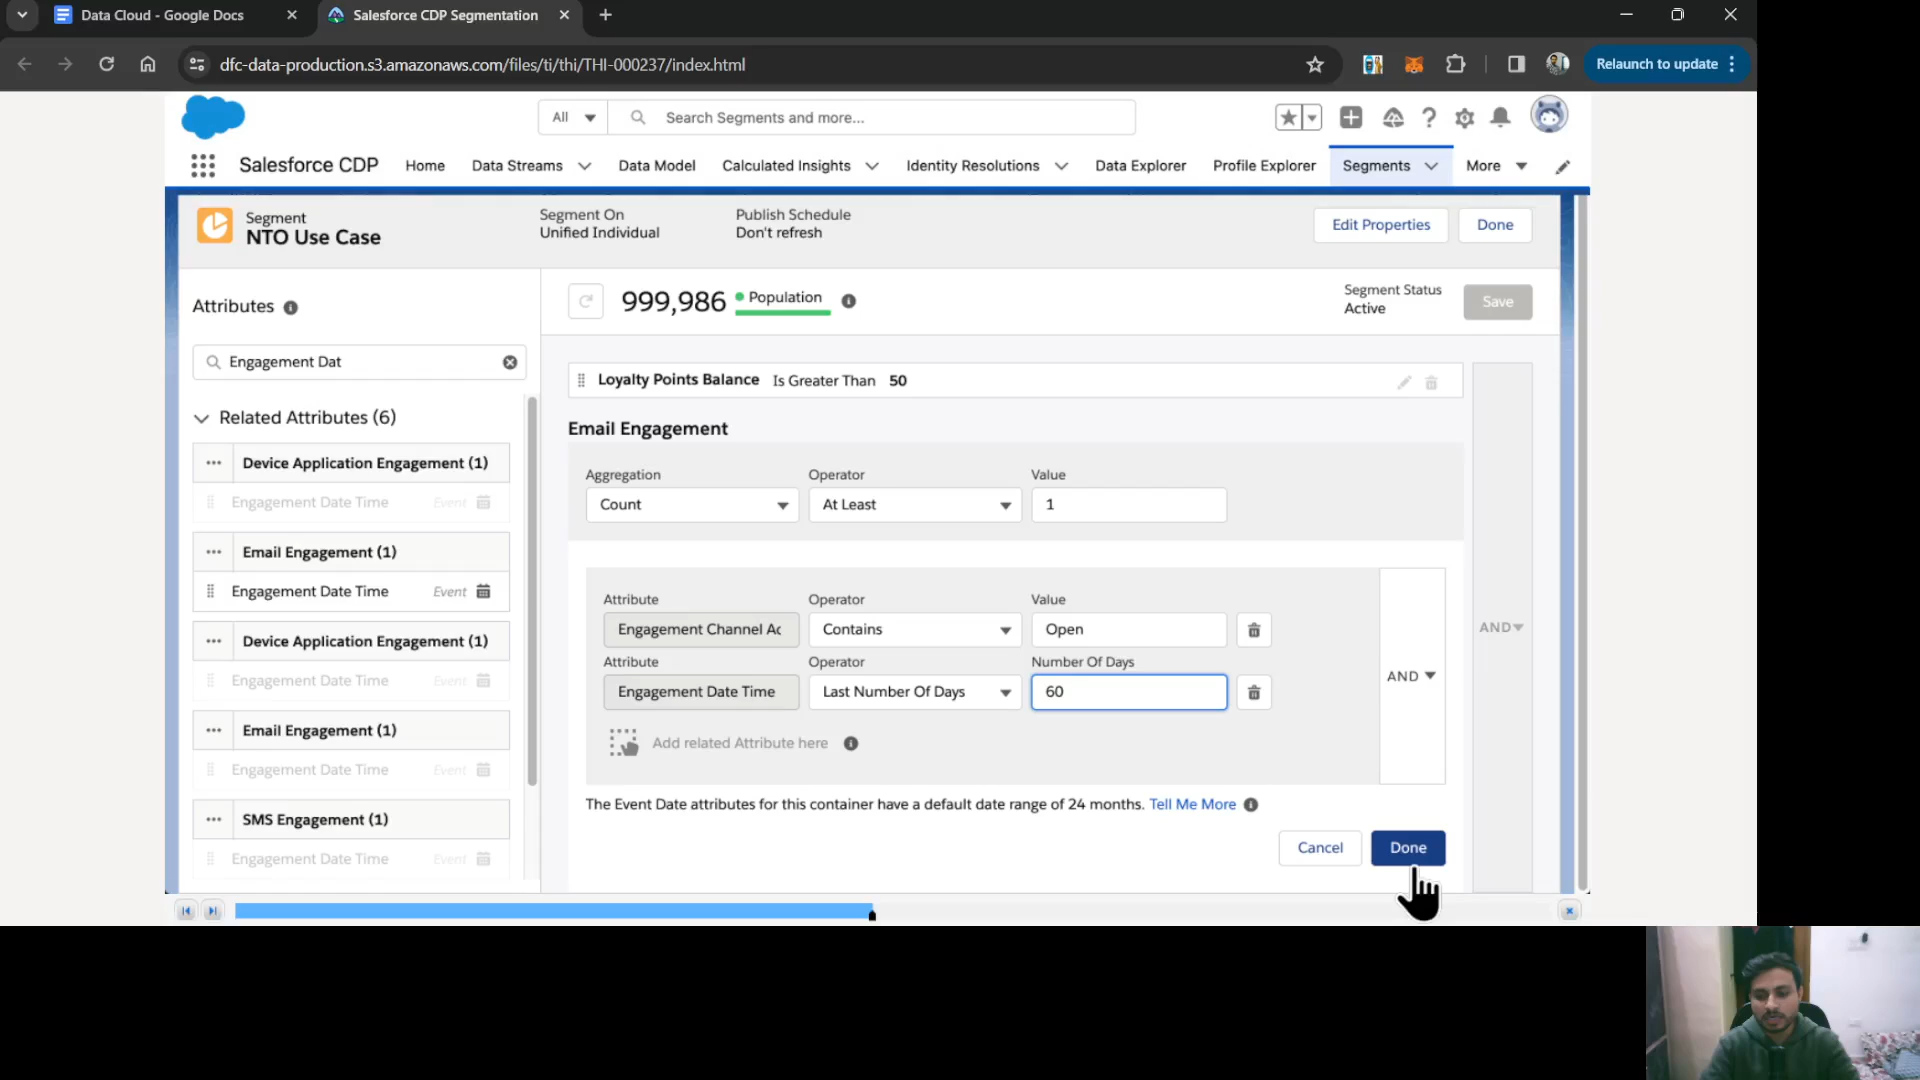 Data Cloud - Google Docs
Salesforce CDP Segmentation
dfc-data-production.s3.amazonaws.com/files/ti/thi/THI-000237/index.html
Relaunch to update
All
Search Segments and more...
Salesforce CDP
Home
Data Streams
Data Model
Calculated Insights
Identity Resolutions
Data Explorer
Profile Explorer
Segments
More
Segment
NTO Use Case
Segment On
Unified Individual
Publish Schedule
Don't refresh
Edit Properties
Done
Attributes
Engagement Dat
Related Attributes (6)
Device Application Engagement (1)
Engagement Date Time Event
Email Engagement (1)
Engagement Date Time Event
Device Application Engagement (1)
Engagement Date Time Event
Email Engagement (1)
Engagement Date Time Event
SMS Engagement (1)
Engagement Date Time Event
999,986
Population
Segment Status
Active
Save
Loyalty Points Balance Is Greater Than 50
Email Engagement
Aggregation Operator Value
Count At Least 1
Attribute Operator Value
Engagement Channel Ac Contains Open
Attribute Operator Number Of Days
Engagement Date Time Last Number Of Days 60
Add related Attribute here
AND
AND
The Event Date attributes for this container have a default date range of 24 months. Tell Me More
Cancel
Done